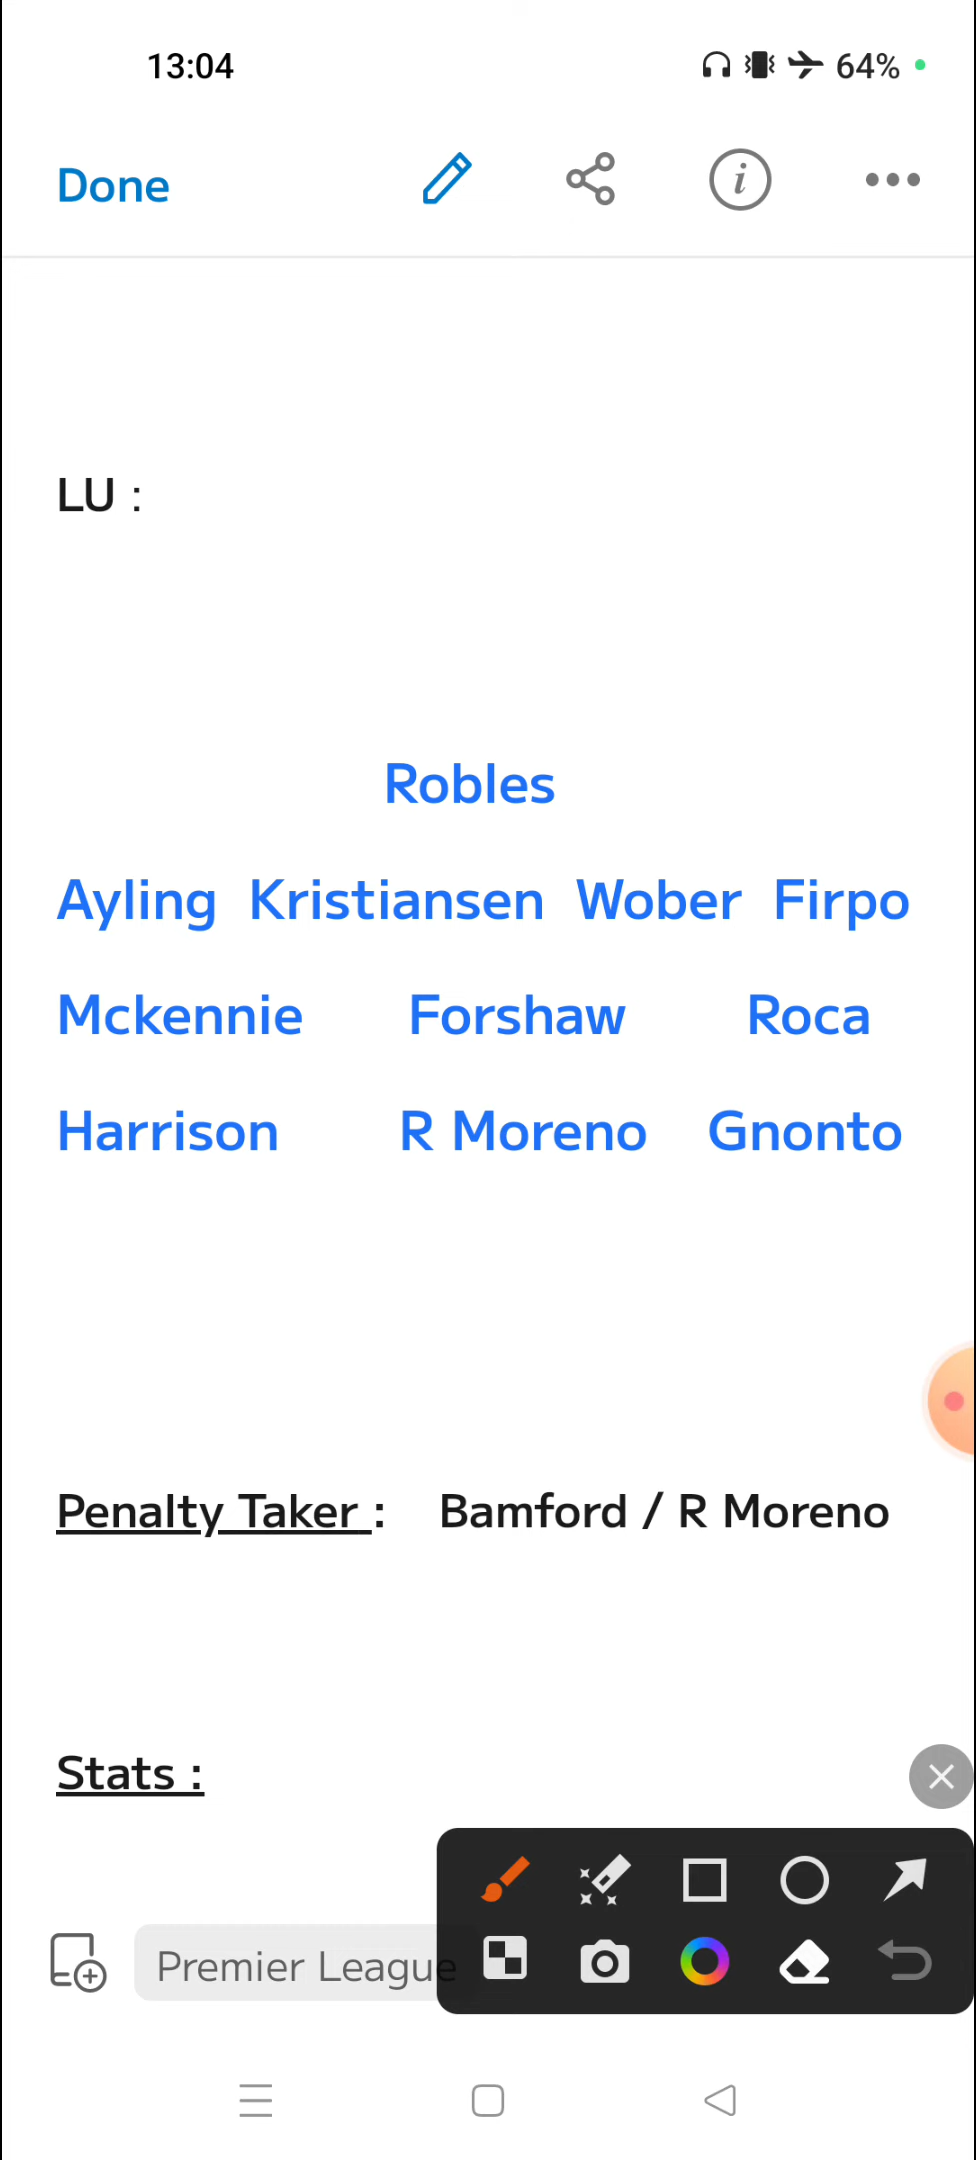 13:04 64%
Done
LU :
Robles
Ayling Kristiansen Wober Firpo
Mckennie Forshaw Roca
Harrison R Moreno Gnonto
Penalty Taker : Bamford / R Moreno
Stats :
Premier League